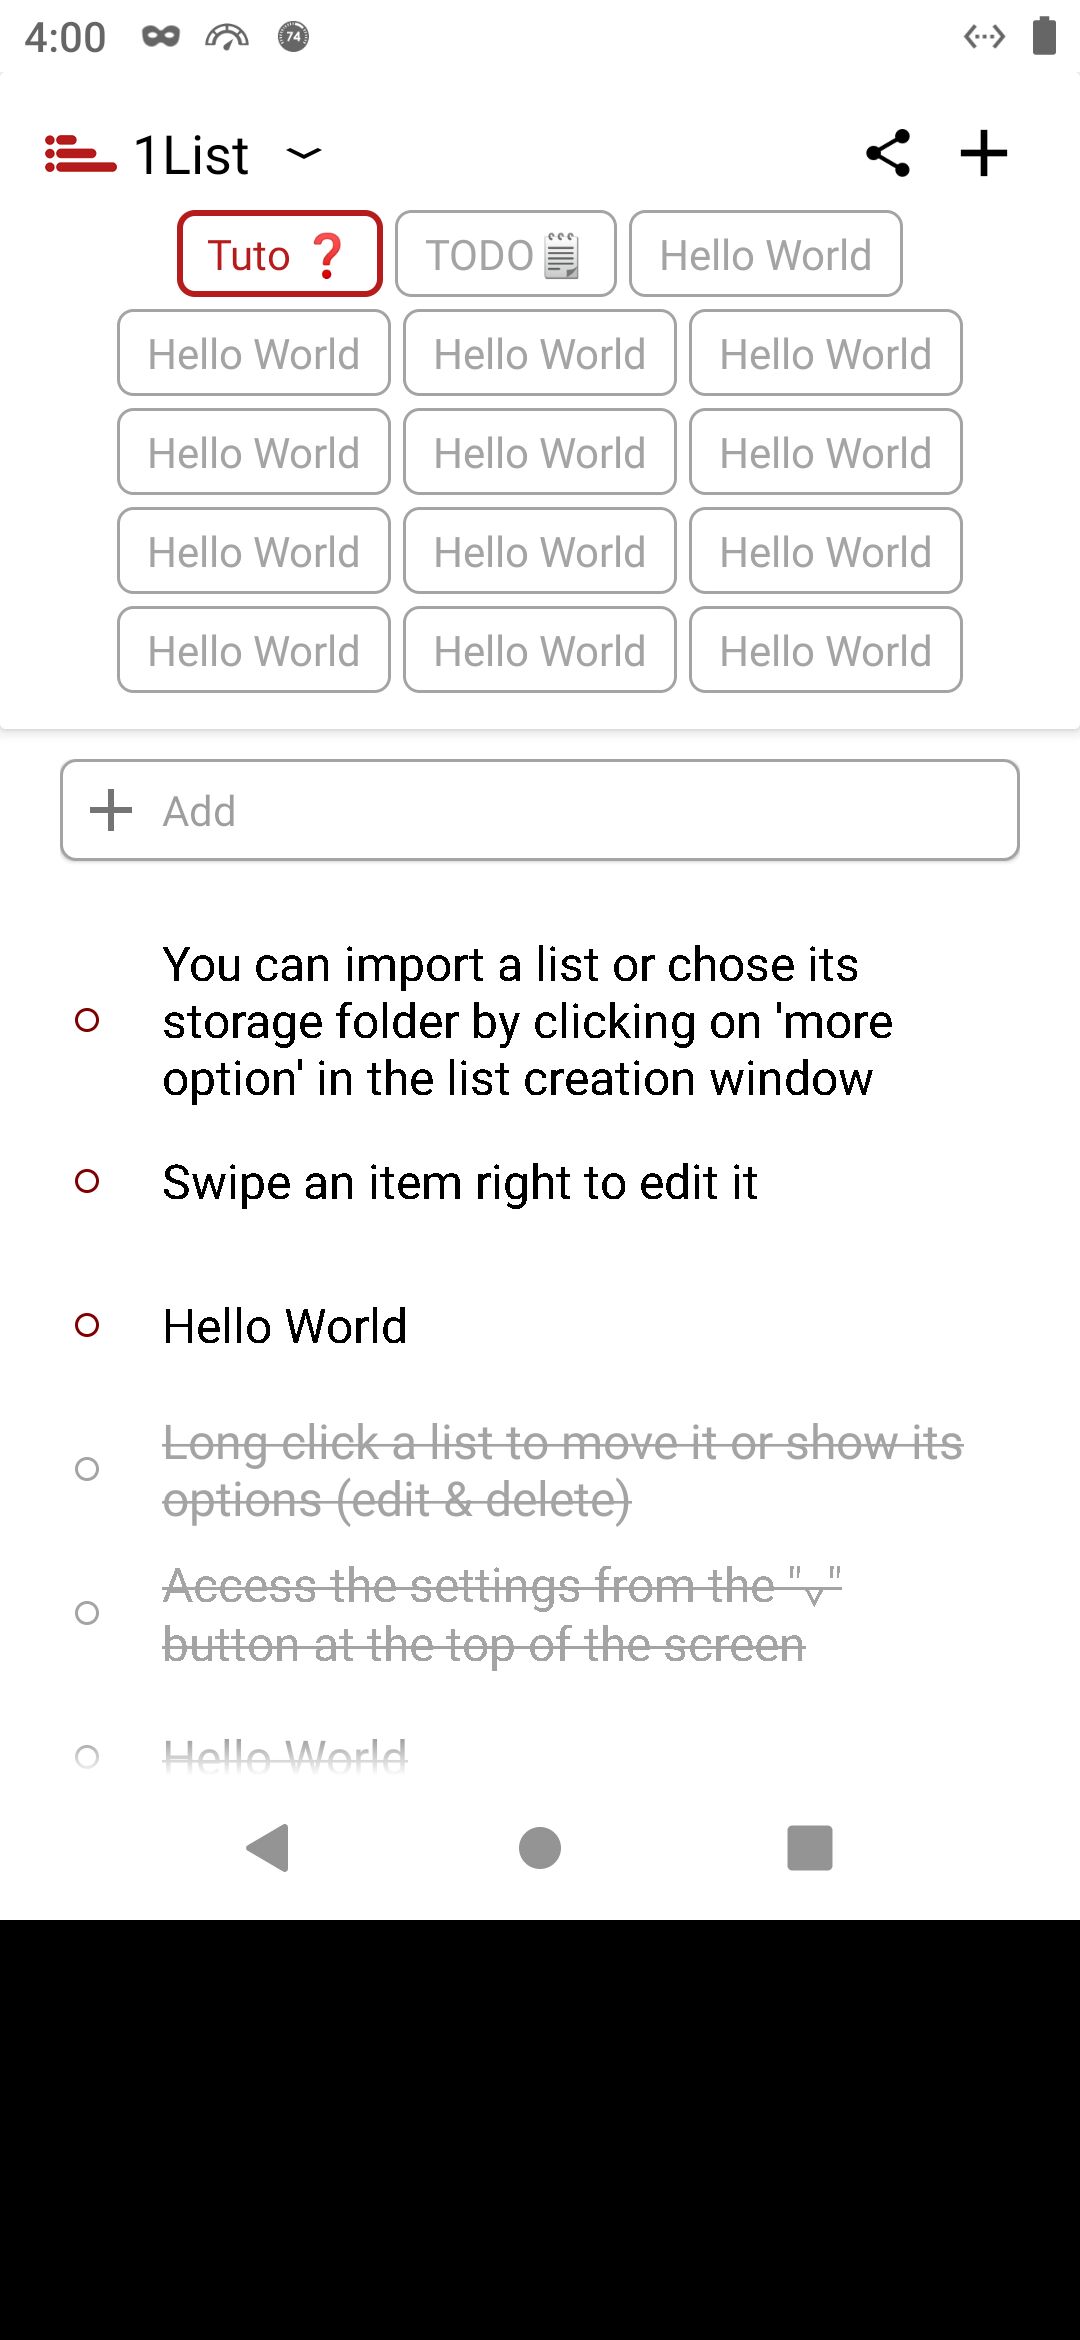 4:00
74
1List
Tuto ❓ TODO🗒 Hello World
Hello World Hello World Hello World
Hello World Hello World Hello World
Hello World Hello World Hello World
Hello World Hello World Hello World
Add
You can import a list or chose its
storage folder by clicking on 'more
option' in the list creation window
Swipe an item right to edit it
Hello World
Long click a list to move it or show its
options (edit & delete)
Access the settings from the "⌄"
button at the top of the screen
Hello World